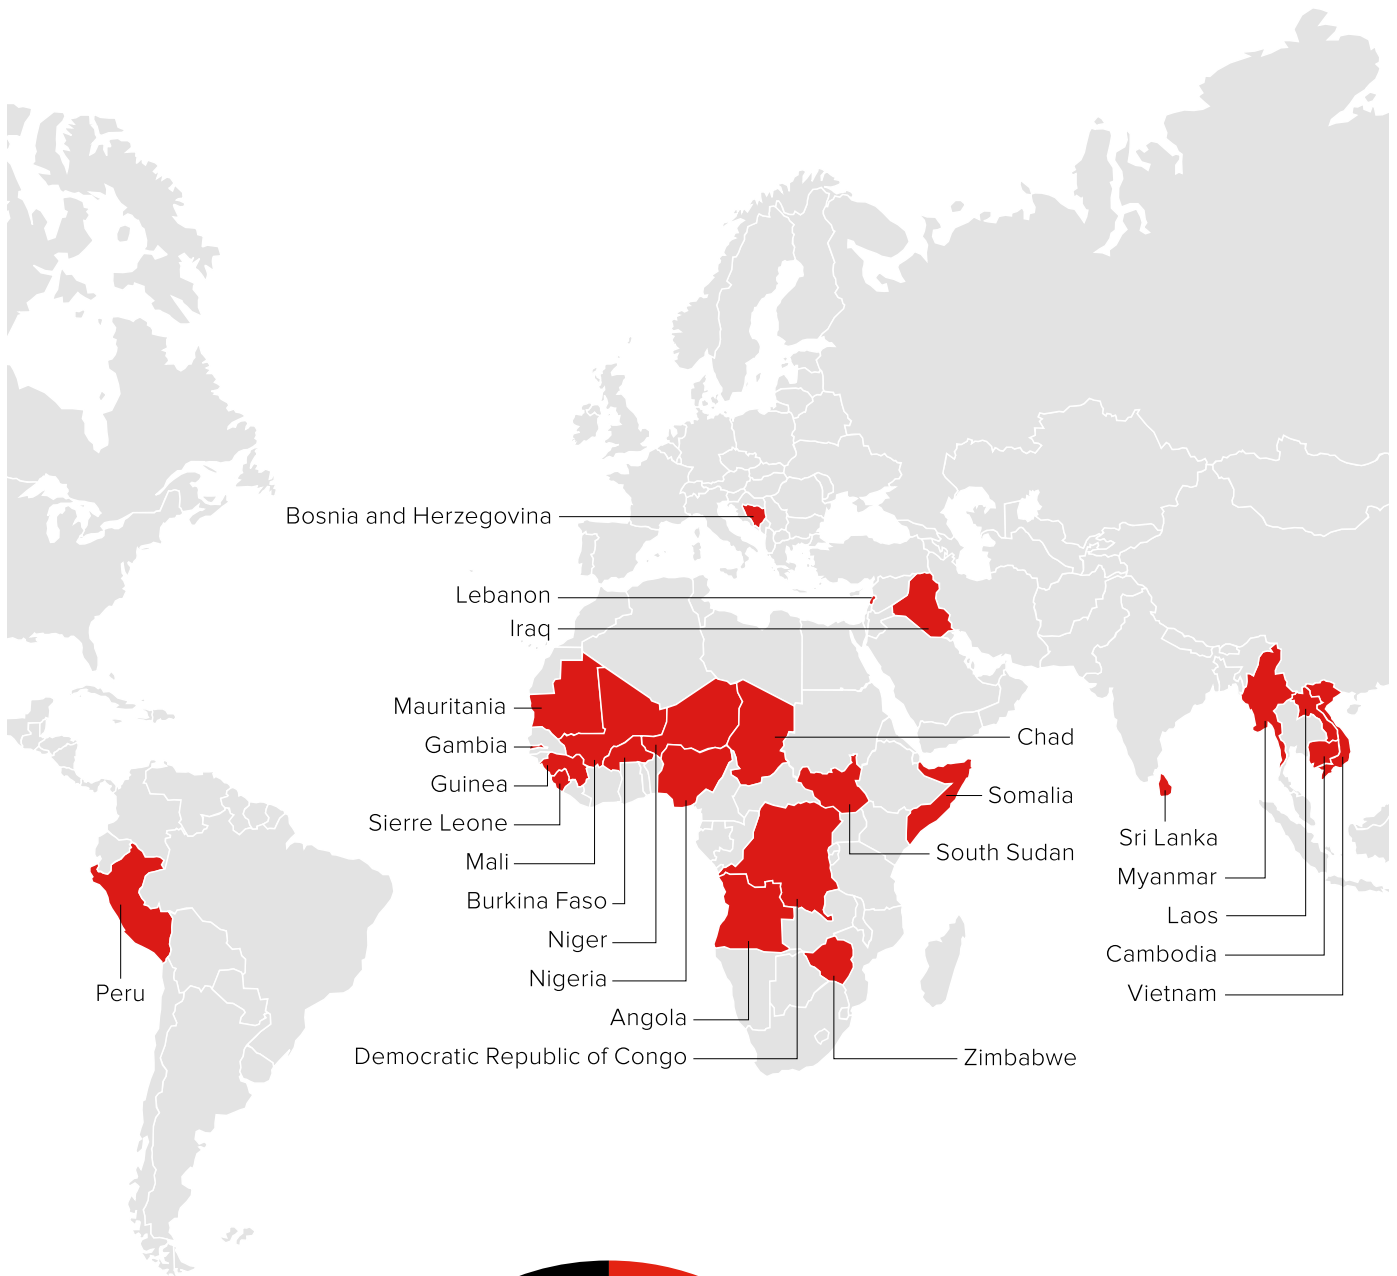 Bosnia and Herzegovina
Lebanon
Iraq
Mauritania
Gambia
Chad
Guinea
Somalia
Sierre Leone
Sri Lanka
South Sudan
Mali
Myanmar
Burkina Faso
Laos
Niger
Cambodia
Nigeria
Peru
Vietnam
Angola
Democratic Republic of Congo
Zimbabwe